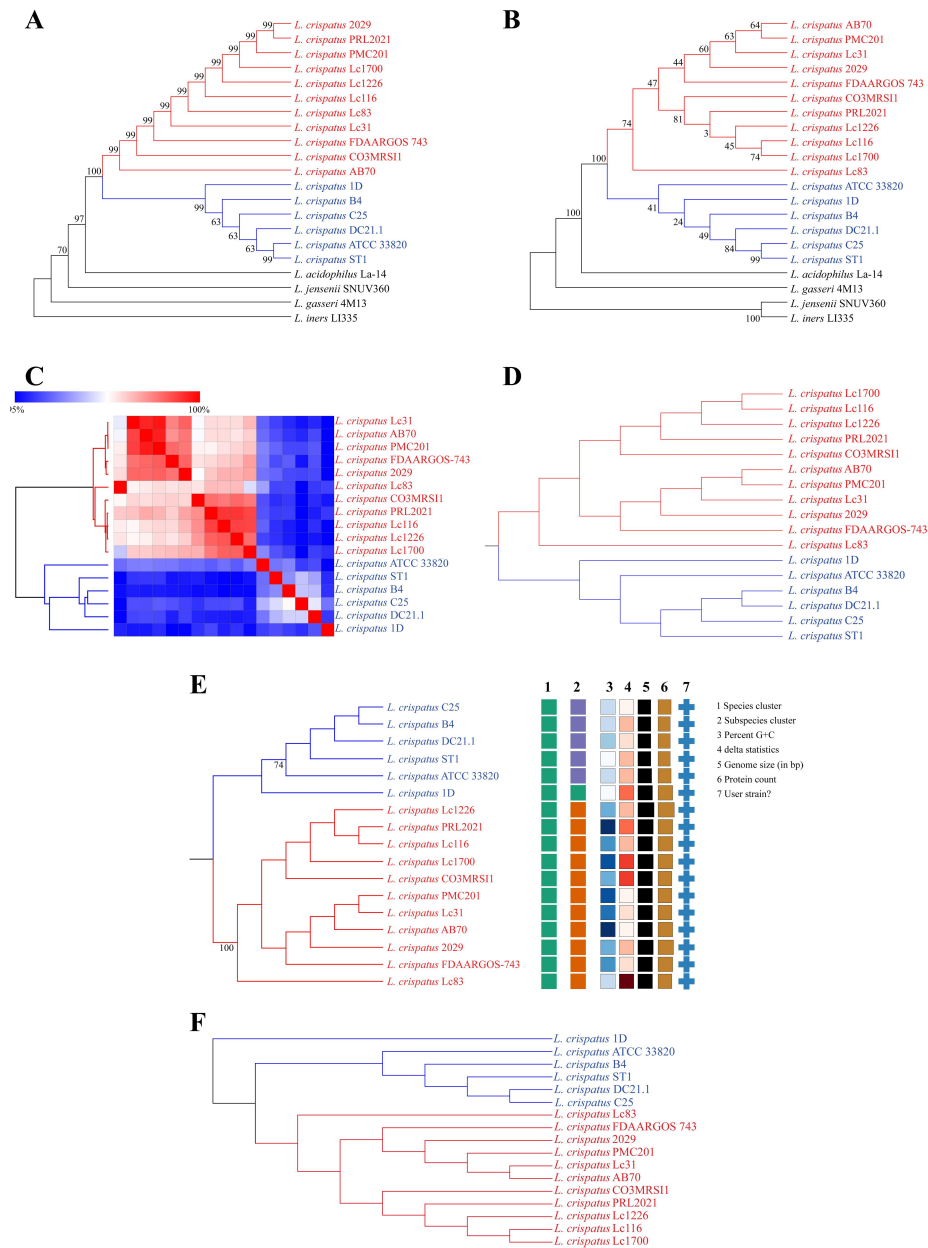 A
99
L. crispatus 2029
99
L. crispatus PRL2021
99
L. crispatus PMC201
99
L. crispatus Lc1700
99
L. crispatus Lc1226
99
L. crispatus Lc116
99
L. crispatus Lc83
99
L. crispatus Lc31
99
L. crispatus FDAARGOS 743
L. crispatus CO3MRSI1
100
L. crispatus AB70
L. crispatus 1D
99
L. crispatus B4
97
63
L. crispatus C25
63
L. crispatus DC21.1
70
63
L. crispatus ATCC 33820
99
L. crispatus ST1
L. acidophilus La-14
L. jensenii SNUV360
L. gasseri 4M13
L. iners LI335
B
64
L. crispatus AB70
63
L. crispatus PMC201
60
L. crispatus Lc31
44
L. crispatus 2029
47
L. crispatus FDAARGOS 743
L. crispatus CO3MRSI1
81
L. crispatus PRL2021
74
3
L. crispatus Lc1226
45
L. crispatus Lc116
74
L. crispatus Lc1700
100
L. crispatus Lc83
L. crispatus ATCC 33820
41
L. crispatus 1D
24
L. crispatus B4
100
49
L. crispatus DC21.1
84
L. crispatus C25
99
L. crispatus ST1
L. acidophilus La-14
L. gasseri 4M13
L. jensenii SNUV360
100
L. iners LI335
C
95% 100%
L. crispatus Lc31
L. crispatus AB70
L. crispatus PMC201
L. crispatus FDAARGOS-743
L. crispatus 2029
L. crispatus Lc83
L. crispatus CO3MRSI1
L. crispatus PRL2021
L. crispatus Lc116
L. crispatus Lc1226
L. crispatus Lc1700
L. crispatus ATCC 33820
L. crispatus ST1
L. crispatus B4
L. crispatus C25
L. crispatus DC21.1
L. crispatus 1D
D
L. crispatus Lc1700
L. crispatus Lc116
L. crispatus Lc1226
L. crispatus PRL2021
L. crispatus CO3MRSI1
L. crispatus AB70
L. crispatus PMC201
L. crispatus Lc31
L. crispatus 2029
L. crispatus FDAARGOS-743
L. crispatus Lc83
L. crispatus 1D
L. crispatus ATCC 33820
L. crispatus B4
L. crispatus DC21.1
L. crispatus C25
L. crispatus ST1
E
1 2 3 4 5 6 7
L. crispatus C25
L. crispatus B4
L. crispatus DC21.1
74
L. crispatus ST1
L. crispatus ATCC 33820
L. crispatus 1D
L. crispatus Lc1226
L. crispatus PRL2021
L. crispatus Lc116
L. crispatus Lc1700
L. crispatus CO3MRSI1
L. crispatus PMC201
L. crispatus Lc31
L. crispatus AB70
100
L. crispatus 2029
L. crispatus FDAARGOS-743
L. crispatus Lc83
1 Species cluster
2 Subspecies cluster
3 Percent G+C
4 delta statistics
5 Genome size (in bp)
6 Protein count
7 User strain?
F
L. crispatus 1D
L. crispatus ATCC 33820
L. crispatus B4
L. crispatus ST1
L. crispatus DC21.1
L. crispatus C25
L. crispatus Lc83
L. crispatus FDAARGOS 743
L. crispatus 2029
L. crispatus PMC201
L. crispatus Lc31
L. crispatus AB70
L. crispatus CO3MRSI1
L. crispatus PRL2021
L. crispatus Lc1226
L. crispatus Lc116
L. crispatus Lc1700